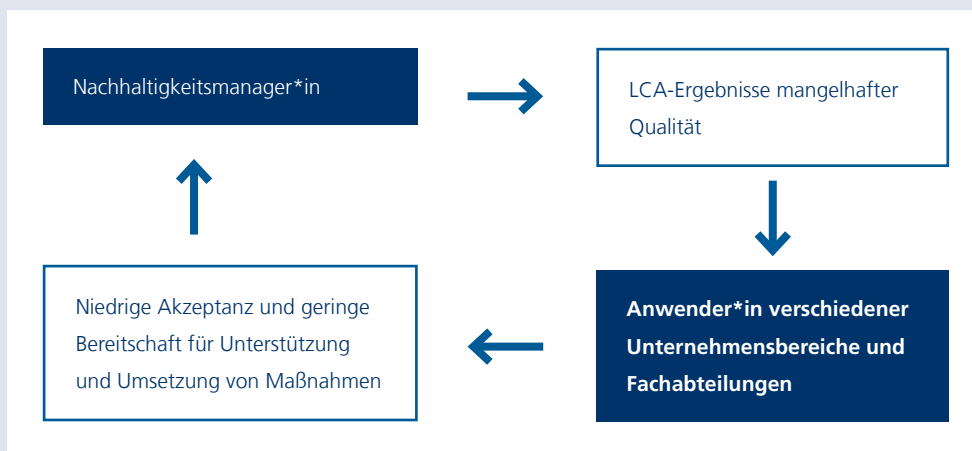 Nachhaltigkeitsmanager*in
LCA-Ergebnisse mangelhafter
Qualität
Anwender*in verschiedener
Unternehmensbereiche und
Fachabteilungen
Niedrige Akzeptanz und geringe
Bereitschaft für Unterstützung
und Umsetzung von Maßnahmen